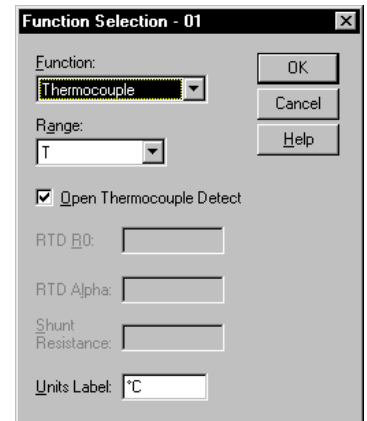 Function Selection - 01
Function:
Thermocouple
Range:
T
Open Thermocouple Detect
RTD R0:
RTD Alpha:
Shunt
Resistance:
Units Label: °C
OK
Cancel
Help